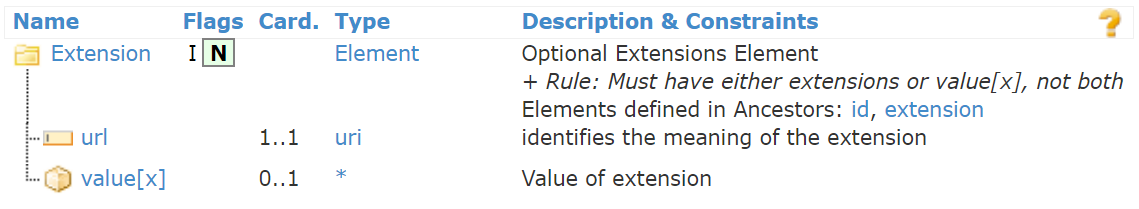 Name Flags Card. Type Description & Constraints ?
Extension I N Element Optional Extensions Element
+ Rule: Must have either extensions or value[x], not both
Elements defined in Ancestors: id, extension
url 1..1 uri identifies the meaning of the extension
value[x] 0..1 * Value of extension